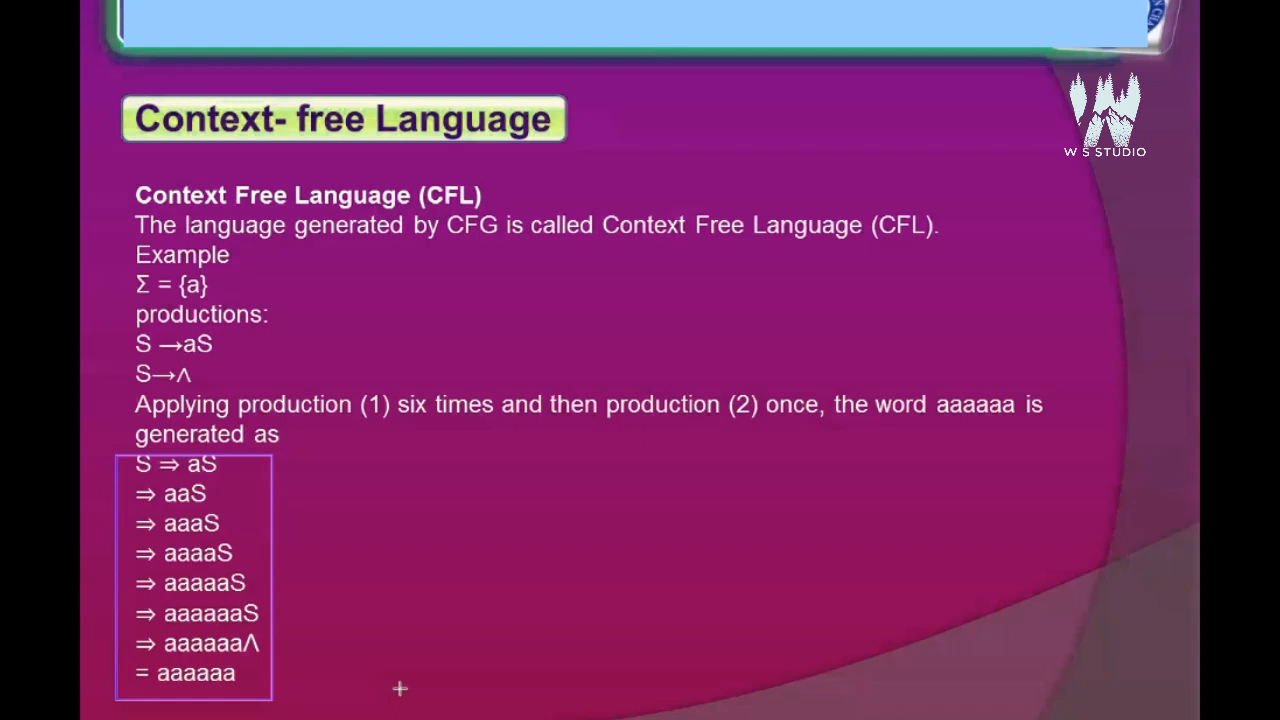 Context- free Language
W S STUDIO
Context Free Language (CFL)
The language generated by CFG is called Context Free Language (CFL).
Example
Σ = {a}
productions:
S →aS
S→Λ
Applying production (1) six times and then production (2) once, the word aaaaaa is
generated as
S ⇒ aS
⇒ aaS
⇒ aaaS
⇒ aaaaS
⇒ aaaaaS
⇒ aaaaaaS
⇒ aaaaaaΛ
= aaaaaa